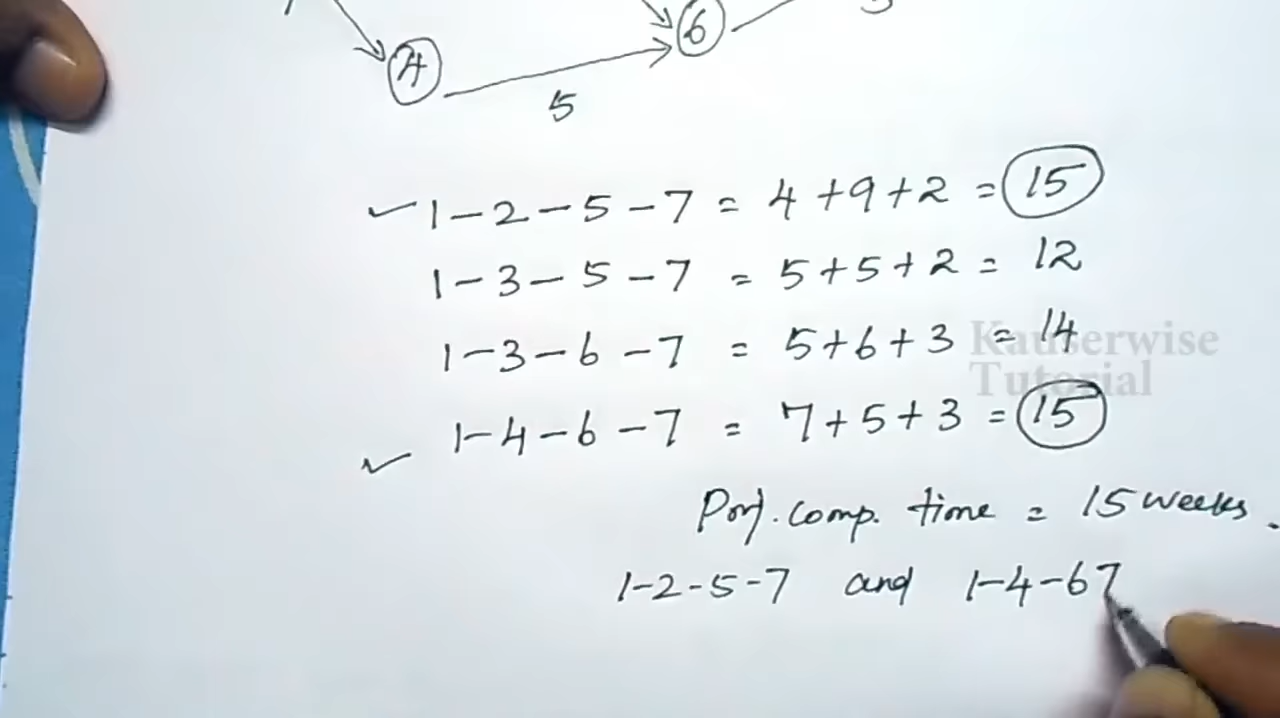 4
6
5
1-2-5-7 = 4+9+2 = 15
1-3-5-7 = 5+5+2 = 12
1-3-6-7 = 5+6+3 = 14
Kauserwise
Tutorial
1-4-6-7 = 7+5+3 = 15
comp. time = 15 weeks.
1-2-5-7 and 1-4-67